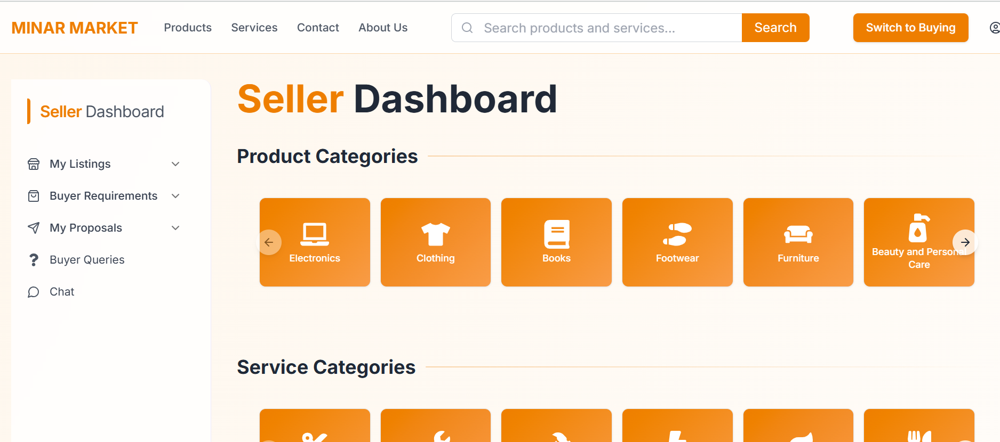 MINAR MARKET
Products
Services
Contact
About Us
Search products and services...
Search
Switch to Buying
Seller Dashboard
My Listings
Buyer Requirements
My Proposals
Buyer Queries
Chat
Seller Dashboard
Product Categories
Electronics
Clothing
Books
Footwear
Furniture
Beauty and Personal
Care
Service Categories